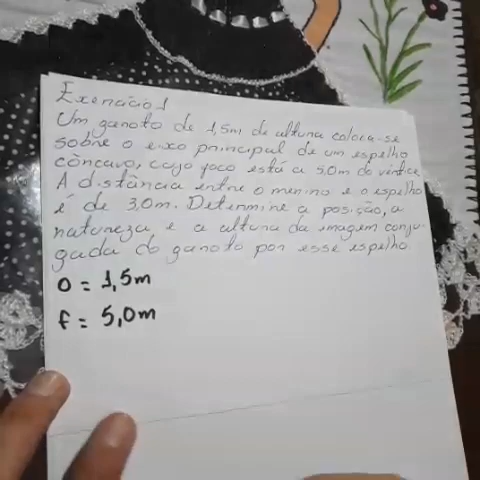 Exercício 1
Um garoto de 1,5m de altura coloca-se
sobre o eixo principal de um espelho
côncavo, cujo foco está a 5,0m do vértice.
A distância entre o menino e o espelho
é de 3,0m. Determine a posição, a
natureza, e a altura da imagem conju-
gada do garoto por esse espelho.
O = 1,5m
f = 5,0m